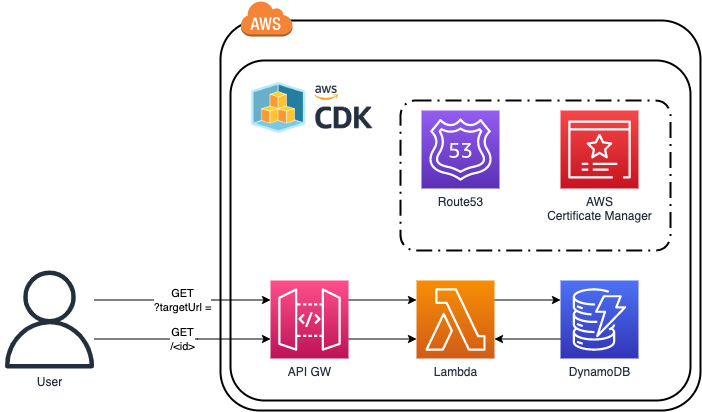 AWS
aws
CDK
53
Route53
AWS
Certificate Manager
GET
?targetUrl =
GET
/<id>
</>
User
API GW
Lambda
DynamoDB